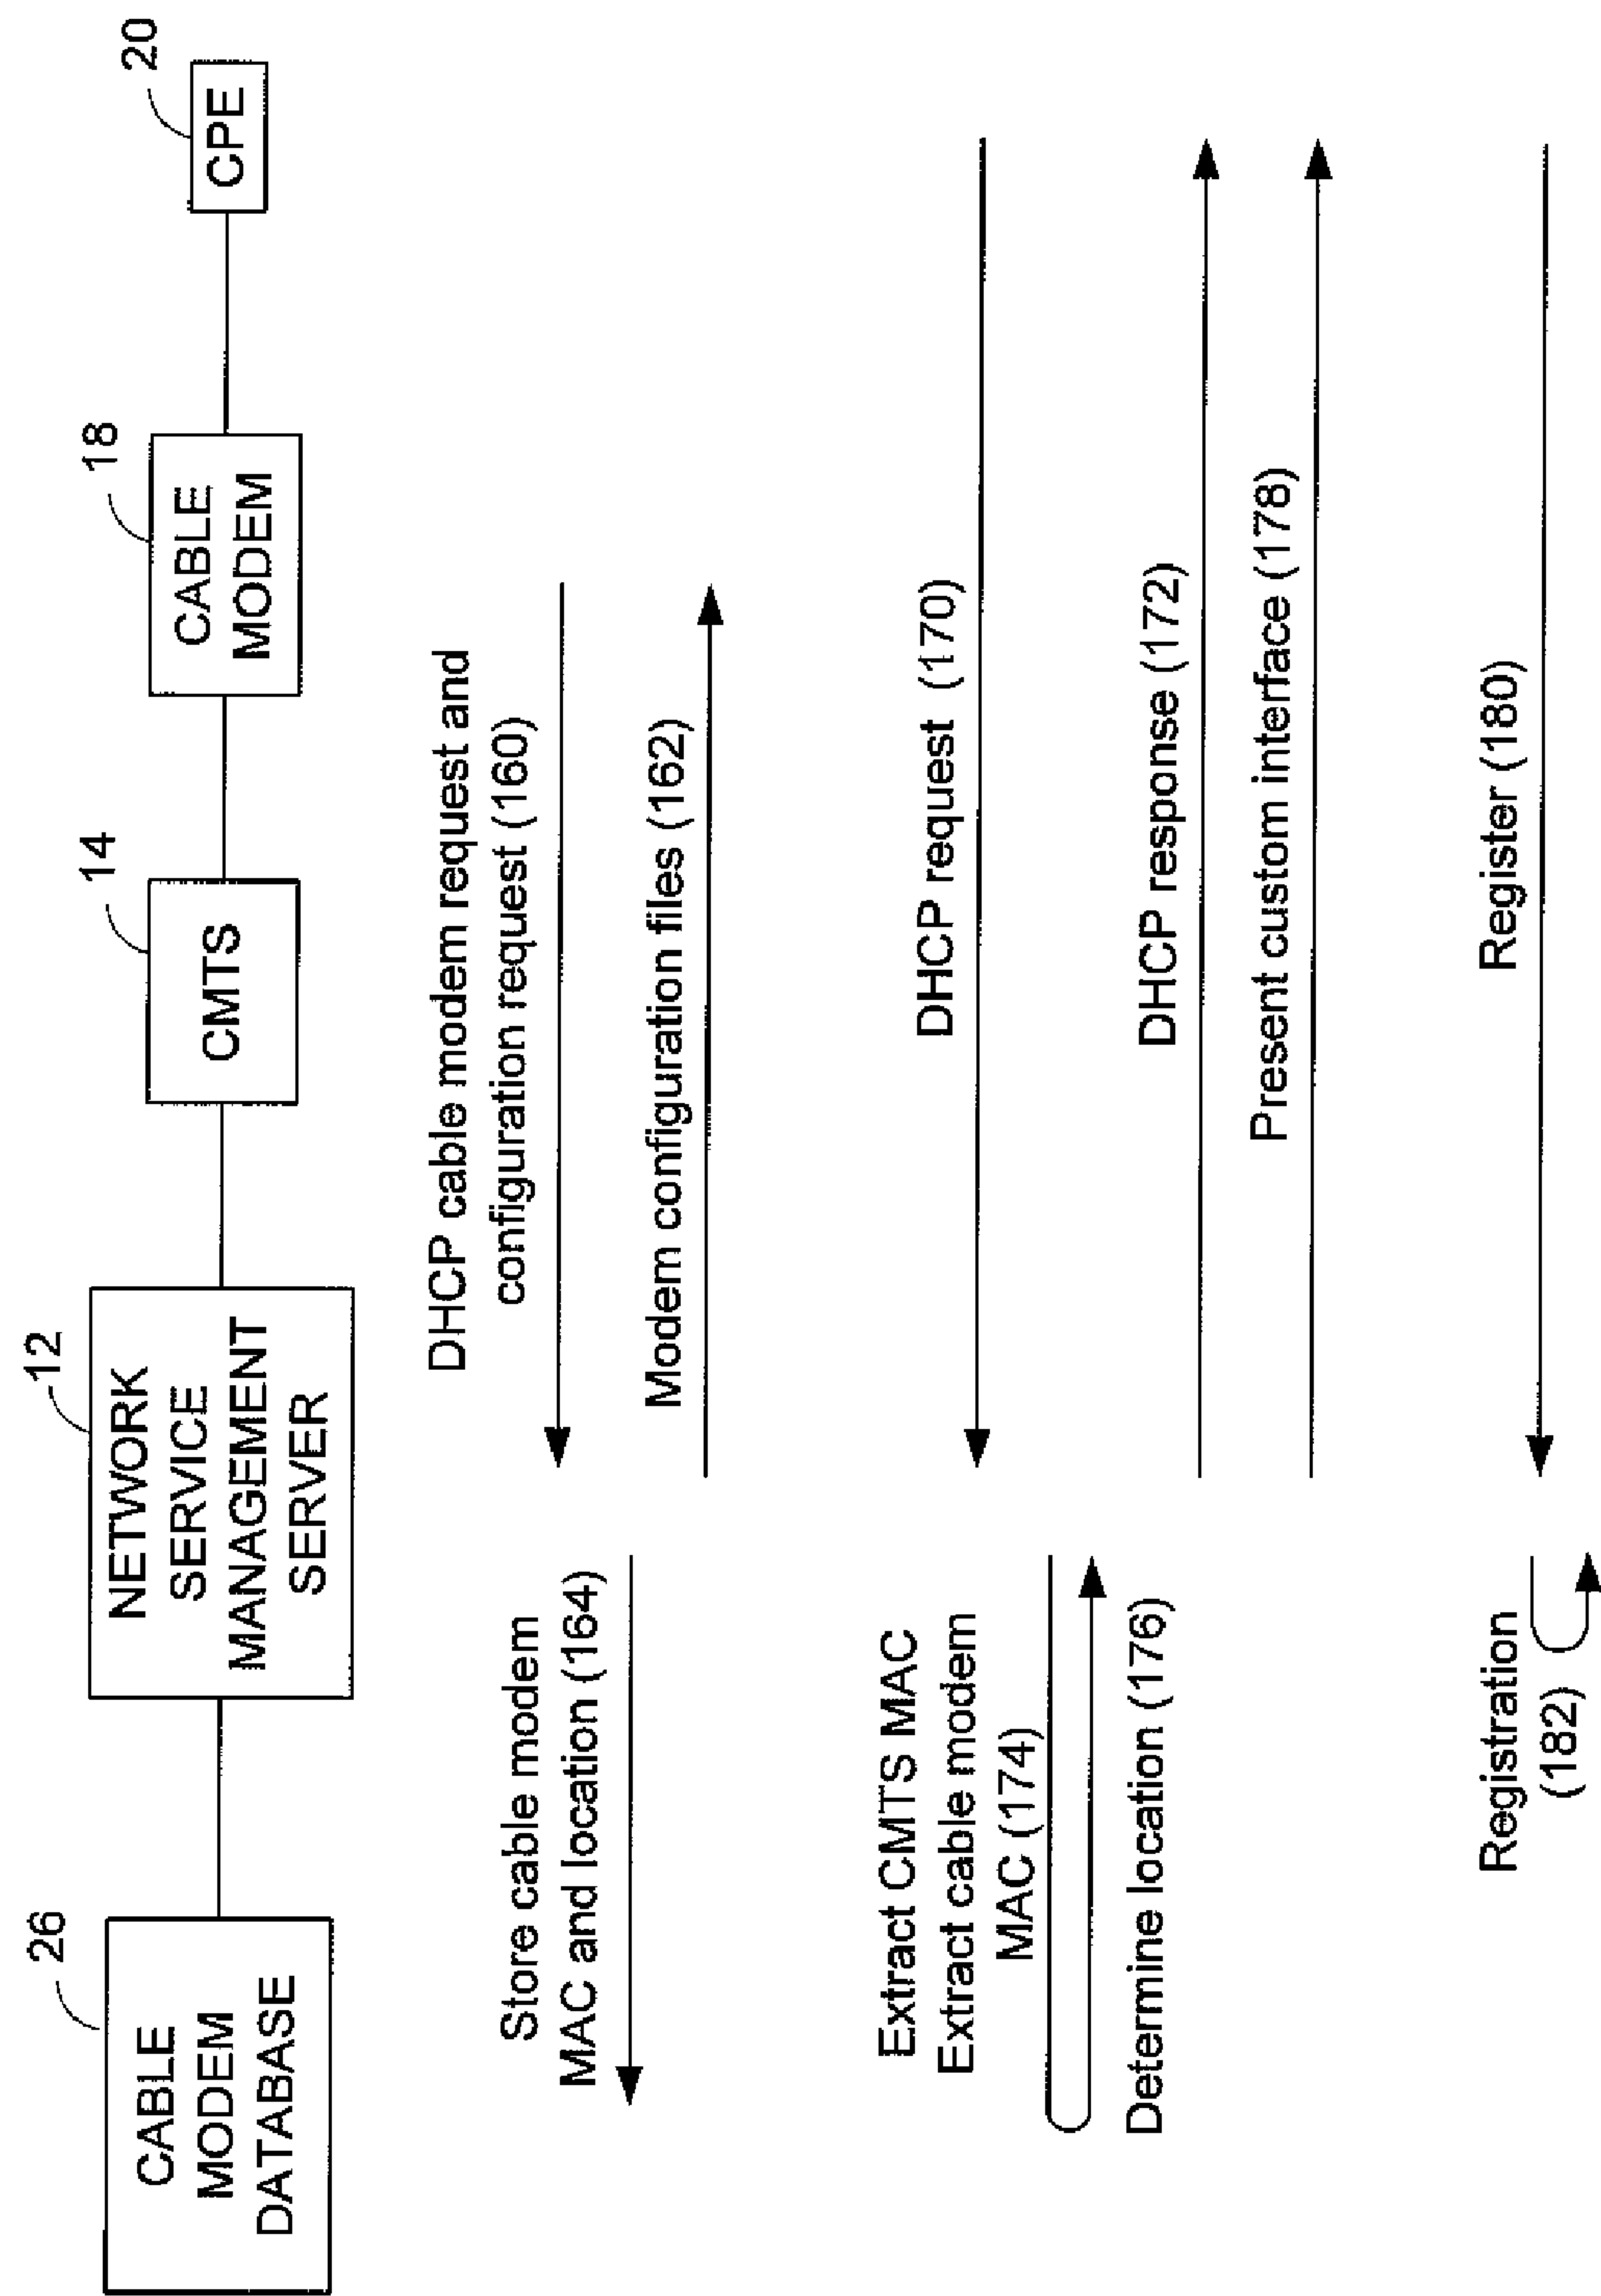 26
CABLE
MODEM
DATABASE
12
NETWORK
SERVICE
MANAGEMENT
SERVER
14
CMTS
18
CABLE
MODEM
20
CPE
DHCP cable modem request and
configuration request (160)
Store cable modem
MAC and location (164)
Modem configuration files (162)
DHCP request (170)
Extract CMTS MAC
Extract cable modem
MAC (174)
Determine location (176)
DHCP response (172)
Present custom interface (178)
Register (180)
Registration
(182)